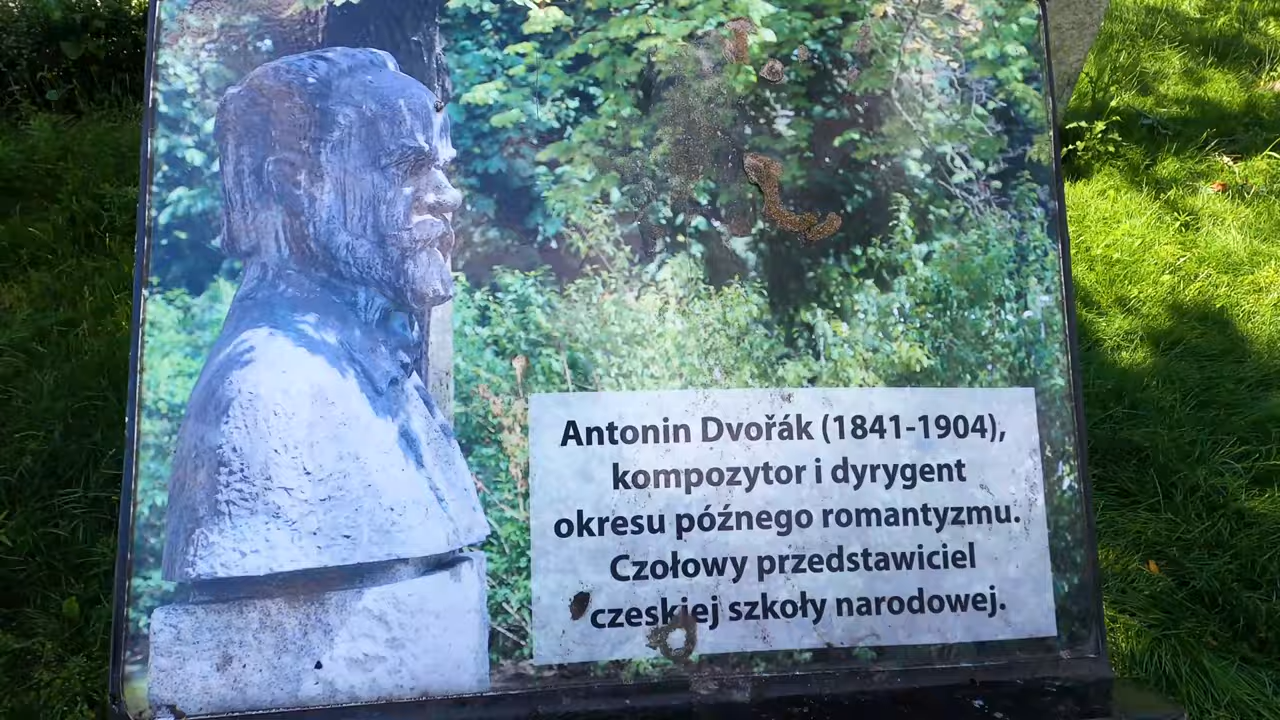 Antonin Dvořák (1841-1904),
kompozytor i dyrygent
okresu późnego romantyzmu.
Czołowy przedstawiciel
czeskiej szkoły narodowej.